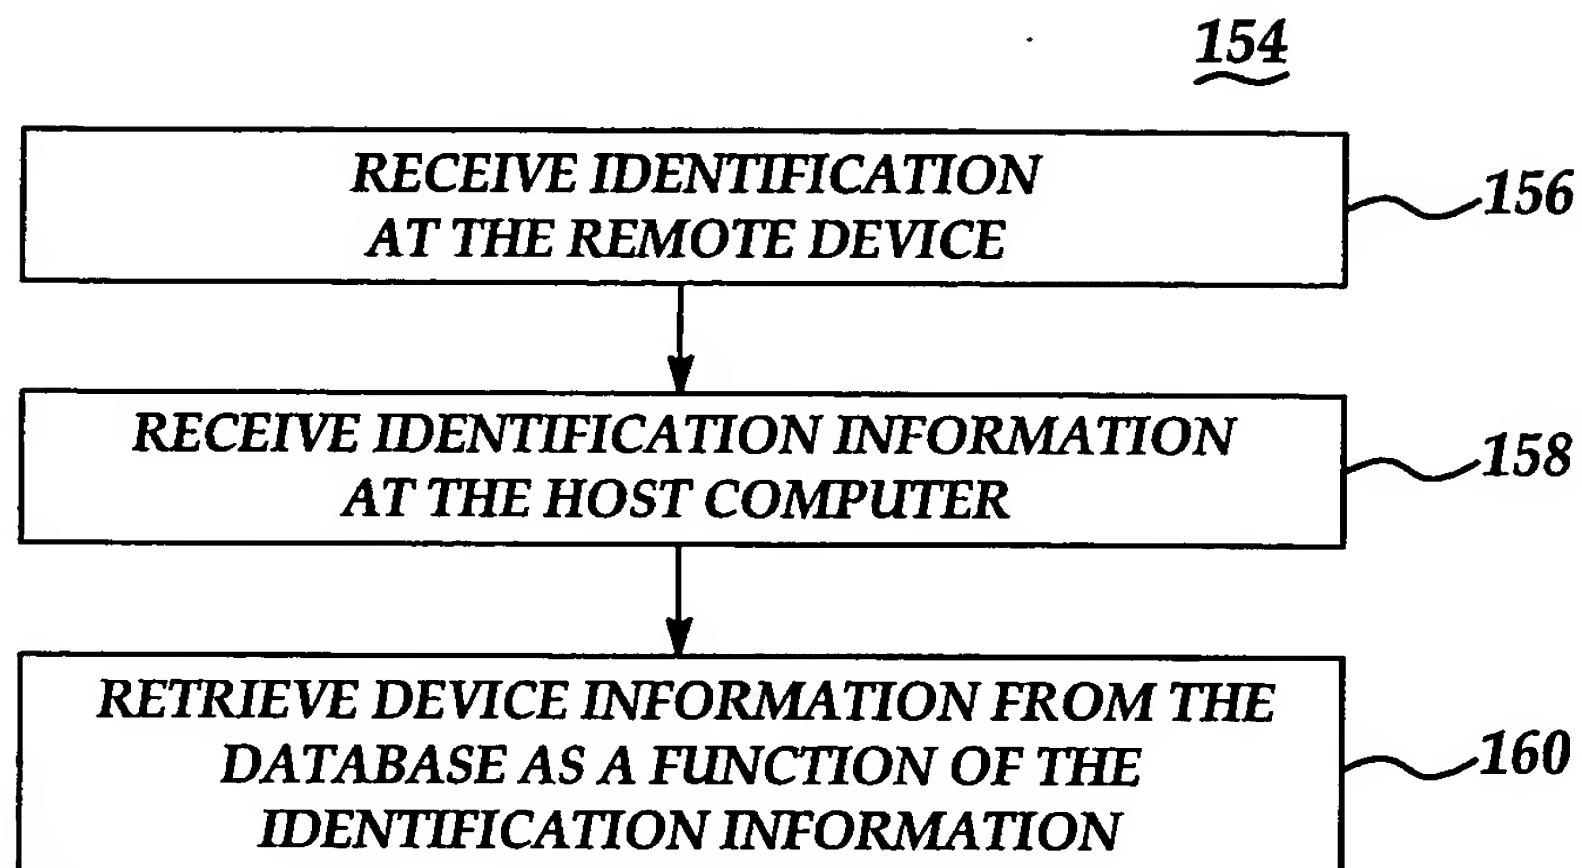 154
RECEIVE IDENTIFICATION
AT THE REMOTE DEVICE
156
RECEIVE IDENTIFICATION INFORMATION
AT THE HOST COMPUTER
158
RETRIEVE DEVICE INFORMATION FROM THE
DATABASE AS A FUNCTION OF THE
IDENTIFICATION INFORMATION
160